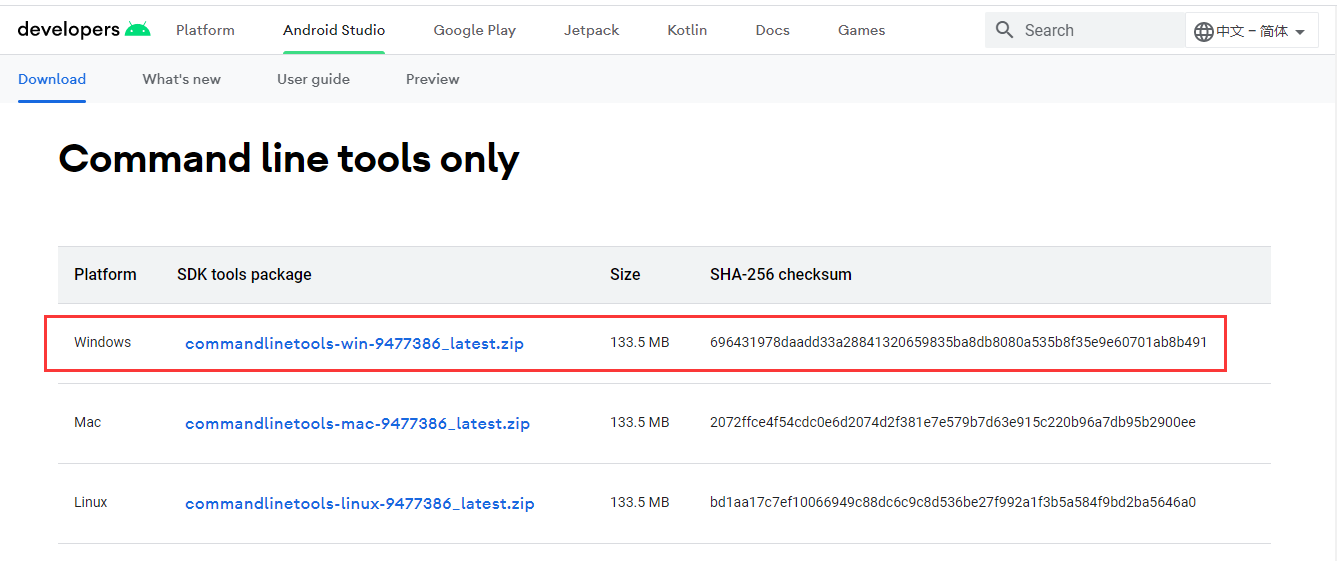 developers Platform Android Studio Google Play Jetpack Kotlin Docs Games Search 中文 – 简体
Download What's new User guide Preview
Command line tools only
Platform SDK tools package Size SHA-256 checksum
Windows commandlinetools-win-9477386_latest.zip 133.5 MB 696431978daadd33a28841320659835ba8db8080a535b8f35e9e60701ab8b491
Mac commandlinetools-mac-9477386_latest.zip 133.5 MB 2072ffce4f54cdc0e6d2074d2f381e7e579b7d63e915c220b96a7db95b2900ee
Linux commandlinetools-linux-9477386_latest.zip 133.5 MB bd1aa17c7ef10066949c88dc6c9c8d536be27f992a1f3b5a584f9bd2ba5646a0